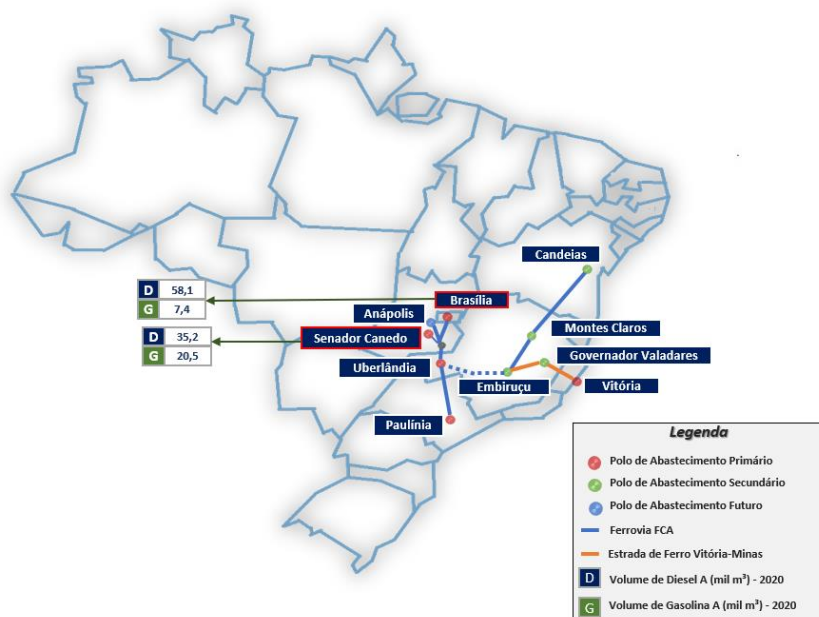 Candeias
D 58,1
G 7,4
Brasília
Anápolis
D 35,2
G 20,5
Senador Canedo
Montes Claros
Governador Valadares
Uberlândia
Embiruçu
Vitória
Paulínia
Legenda
Polo de Abastecimento Primário
Polo de Abastecimento Secundário
Polo de Abastecimento Futuro
Ferrovia FCA
Estrada de Ferro Vitória-Minas
D Volume de Diesel A (mil m³) - 2020
G Volume de Gasolina A (mil m³) - 2020